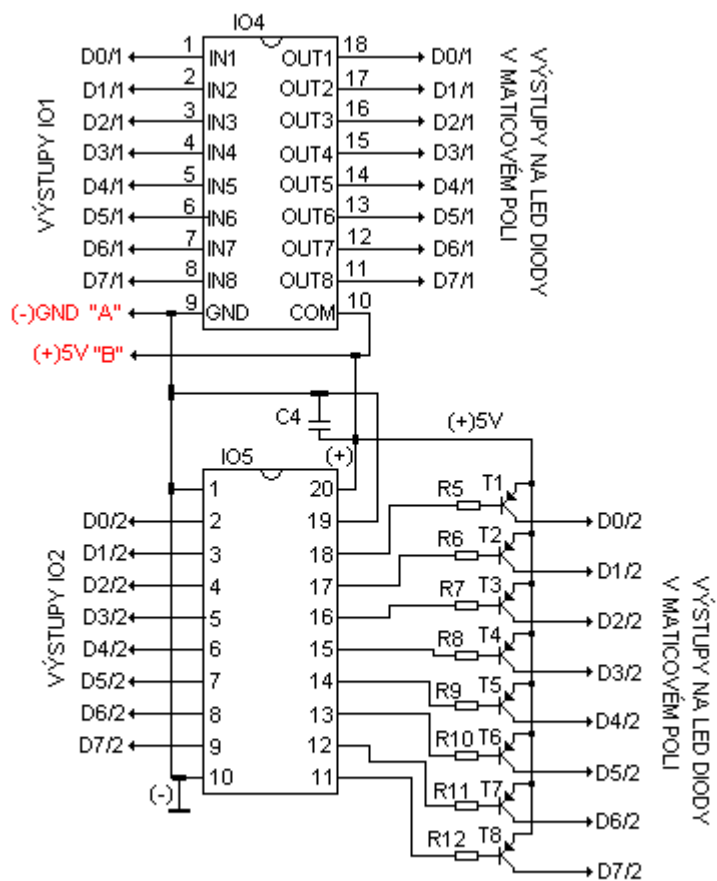 IO4
D0/1 1 IN1 OUT1 18 D0/1
D1/1 2 IN2 OUT2 17 D1/1
D2/1 3 IN3 OUT3 16 D2/1
D3/1 4 IN4 OUT4 15 D3/1
D4/1 5 IN5 OUT5 14 D4/1
D5/1 6 IN6 OUT6 13 D5/1
D6/1 7 IN7 OUT7 12 D6/1
D7/1 8 IN8 OUT8 11 D7/1
(-)GND "A" 9 GND COM 10
(+)5V "B"
VÝSTUPY IO1
VÝSTUPY NA LED DIODY
V MATICOVÉM POLI
C4
(+)
(+)5V
IO5
1 20
D0/2 2 19
D1/2 3 18
D2/2 4 17
D3/2 5 16
D4/2 6 15
D5/2 7 14
D6/2 8 13
D7/2 9 12
(-) 10 11
VÝSTUPY IO2
R5 T1 D0/2
R6 T2 D1/2
R7 T3 D2/2
R8 T4 D3/2
R9 T5 D4/2
R10 T6 D5/2
R11 T7 D6/2
R12 T8 D7/2
VÝSTUPY NA LED DIODY
V MATICOVÉM POLI